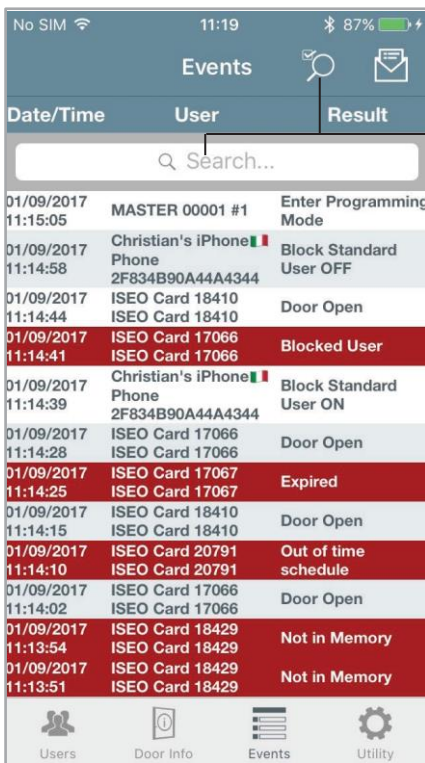 No SIM 11:19 87%
Events
Date/Time User Result
Search...
01/09/2017 11:15:05 MASTER 00001 #1 Enter Programming Mode
01/09/2017 11:14:58 Christian's iPhone🇮🇹 Phone 2F834B90A44A4344 Block Standard User OFF
01/09/2017 11:14:44 ISEO Card 18410 ISEO Card 18410 Door Open
01/09/2017 11:14:41 ISEO Card 17066 ISEO Card 17066 Blocked User
01/09/2017 11:14:39 Christian's iPhone🇮🇹 Phone 2F834B90A44A4344 Block Standard User ON
01/09/2017 11:14:28 ISEO Card 17066 ISEO Card 17066 Door Open
01/09/2017 11:14:25 ISEO Card 17067 ISEO Card 17067 Expired
01/09/2017 11:14:15 ISEO Card 18410 ISEO Card 18410 Door Open
01/09/2017 11:14:10 ISEO Card 20791 ISEO Card 20791 Out of time schedule
01/09/2017 11:14:02 ISEO Card 17066 ISEO Card 17066 Door Open
01/09/2017 11:13:54 ISEO Card 18429 ISEO Card 18429 Not in Memory
01/09/2017 11:13:51 ISEO Card 18429 ISEO Card 18429 Not in Memory
Users Door Info Events Utility